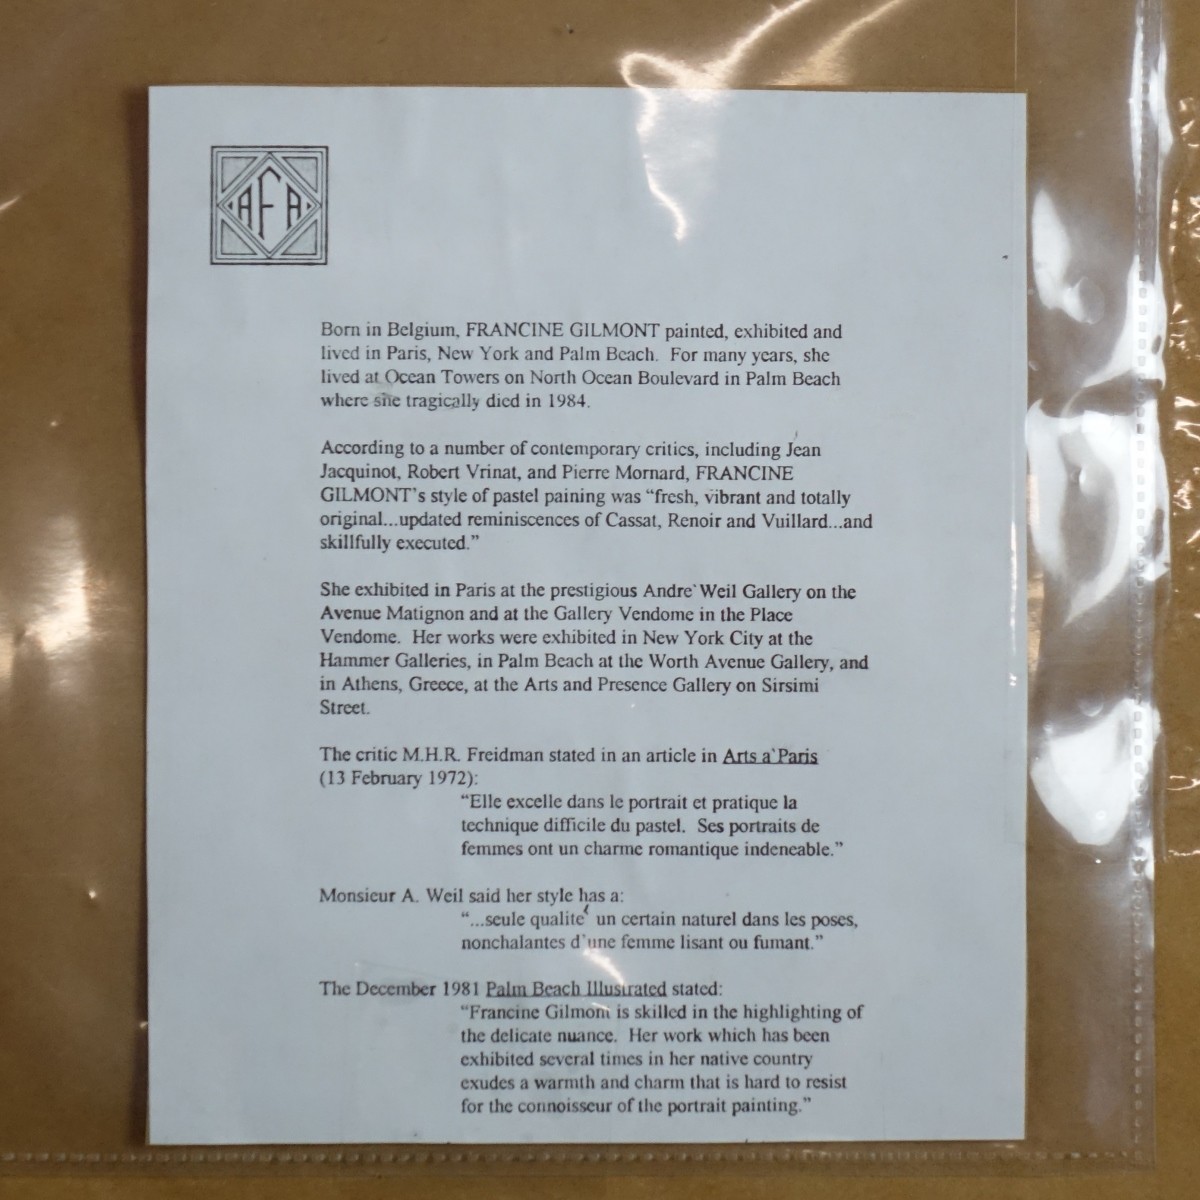 AFA
Born in Belgium, FRANCINE GILMONT painted, exhibited and
lived in Paris, New York and Palm Beach. For many years, she
lived at Ocean Towers on North Ocean Boulevard in Palm Beach
where she tragically died in 1984.
According to a number of contemporary critics, including Jean
Jacquinot, Robert Vrinat, and Pierre Mornard, FRANCINE
GILMONT's style of pastel paining was “fresh, vibrant and totally
original...updated reminiscences of Cassat, Renoir and Vuillard...and
skillfully executed.”
She exhibited in Paris at the prestigious Andre` Weil Gallery on the
Avenue Matignon and at the Gallery Vendome in the Place
Vendome. Her works were exhibited in New York City at the
Hammer Galleries, in Palm Beach at the Worth Avenue Gallery, and
in Athens, Greece, at the Arts and Presence Gallery on Sirsimi
Street.
The critic M.H.R. Freidman stated in an article in Arts a`Paris
(13 February 1972):
“Elle excelle dans le portrait et pratique la
technique difficile du pastel. Ses portraits de
femmes ont un charme romantique indeneable.”
Monsieur A. Weil said her style has a:
“...seule qualite´ un certain naturel dans les poses,
nonchalantes d'une femme lisant ou fumant.”
The December 1981 Palm Beach Illustrated stated:
“Francine Gilmont is skilled in the highlighting of
the delicate nuance. Her work which has been
exhibited several times in her native country
exudes a warmth and charm that is hard to resist
for the connoisseur of the portrait painting.”